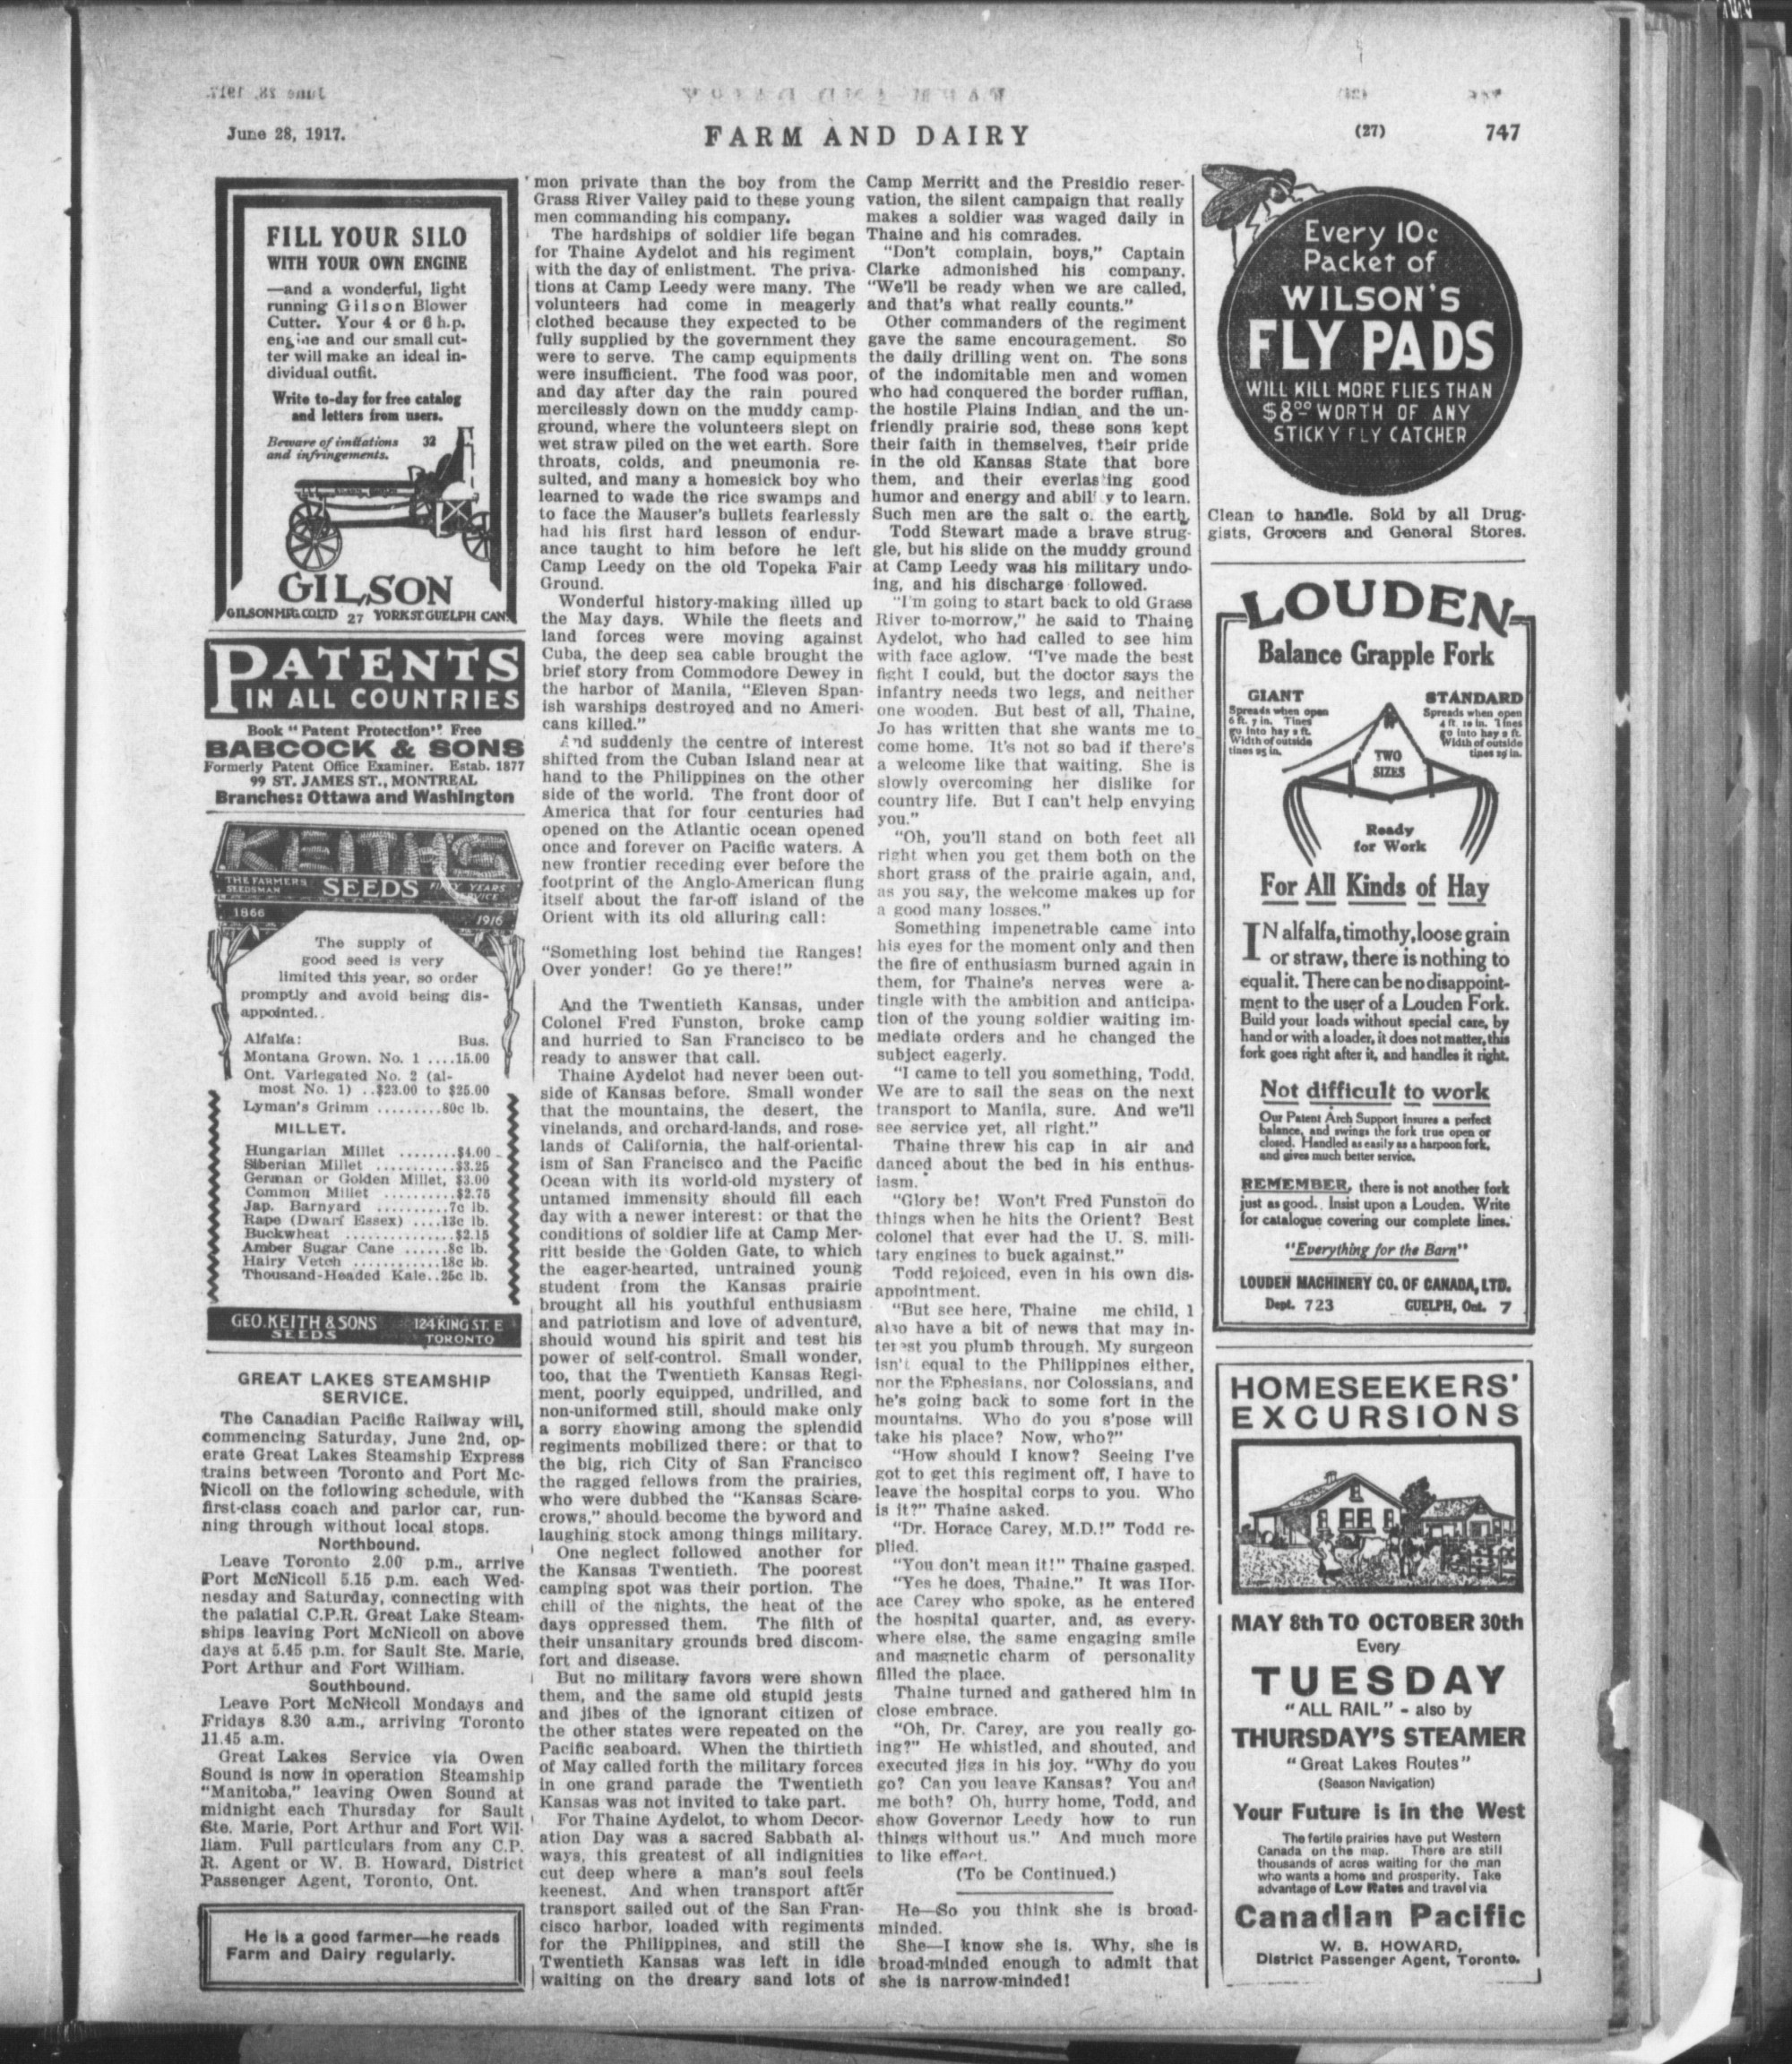 June 28, 1917.
FARM AND DAIRY
(27)
747
FILL YOUR SILO
WITH YOUR OWN ENGINE
—and a wonderful, light
running Gilson Blower
Cutter. Your 4 or 6 h.p.
engine and our small cut-
ter will make an ideal in-
dividual outfit.
Write to-day for free catalog
and letters from users.
Beware of imitations 32
and infringements.
GILSON
GILSON MFG. CO LTD 27 YORK ST GUELPH CAN.
PATENTS
IN ALL COUNTRIES
Book "Patent Protection" Free
BABCOCK & SONS
Formerly Patent Office Examiner. Estab. 1877
99 ST. JAMES ST., MONTREAL
Branches: Ottawa and Washington
KEITH'S
THE FARMERS
SEEDSMAN
SEEDS
FIFTY YEARS
SERVICE
1866
1916
The supply of
good seed is very
limited this year, so order
promptly and avoid being dis-
appointed..
Alfalfa: Bus.
Montana Grown. No. 1 ....15.00
Ont. Variegated No. 2 (al-
most No. 1) ..$23.00 to $25.00
Lyman's Grimm .........80c lb.
MILLET.
Hungarian Millet ........$4.00
Siberian Millet ...........$3.25
German or Golden Millet, $3.00
Common Millet ..........$2.75
Jap. Barnyard ..........7c lb.
Rape (Dwarf Essex) ....13c lb.
Buckwheat ...............$2.15
Amber Sugar Cane ......8c lb.
Hairy Vetch ............18c lb.
Thousand-Headed Kale..25c lb.
GEO. KEITH & SONS 124 KING ST. E
SEEDS TORONTO
GREAT LAKES STEAMSHIP
SERVICE.
The Canadian Pacific Railway will,
commencing Saturday, June 2nd, op-
erate Great Lakes Steamship Express
trains between Toronto and Port Mc-
Nicoll on the following schedule, with
first-class coach and parlor car, run-
ning through without local stops.
Northbound.
Leave Toronto 2.00 p.m., arrive
Port McNicoll 5.15 p.m. each Wed-
nesday and Saturday, connecting with
the palatial C.P.R. Great Lake Steam-
ships leaving Port McNicoll on above
days at 5.45 p.m. for Sault Ste. Marie,
Port Arthur and Fort William.
Southbound.
Leave Port McNicoll Mondays and
Fridays 8.30 a.m., arriving Toronto
11.45 a.m.
Great Lakes Service via Owen
Sound is now in operation Steamship
"Manitoba," leaving Owen Sound at
midnight each Thursday for Sault
Ste. Marie, Port Arthur and Fort Wil-
liam. Full particulars from any C.P.
R. Agent or W. B. Howard, District
Passenger Agent, Toronto, Ont.
He is a good farmer—he reads
Farm and Dairy regularly.
mon private than the boy from the
Grass River Valley paid to these young
men commanding his company.
The hardships of soldier life began
for Thaine Aydelot and his regiment
with the day of enlistment. The priva-
tions at Camp Leedy were many. The
volunteers had come in meagerly
clothed because they expected to be
fully supplied by the government they
were to serve. The camp equipments
were insufficient. The food was poor,
and day after day the rain poured
mercilessly down on the muddy camp-
ground, where the volunteers slept on
wet straw piled on the wet earth. Sore
throats, colds, and pneumonia re-
sulted, and many a homesick boy who
learned to wade the rice swamps and
to face the Mauser's bullets fearlessly
had his first hard lesson of endur-
ance taught to him before he left
Camp Leedy on the old Topeka Fair
Ground.
Wonderful history-making filled up
the May days. While the fleets and
land forces were moving against
Cuba, the deep sea cable brought the
brief story from Commodore Dewey in
the harbor of Manila, "Eleven Span-
ish warships destroyed and no Ameri-
cans killed."
And suddenly the centre of interest
shifted from the Cuban Island near at
hand to the Philippines on the other
side of the world. The front door of
America that for four centuries had
opened on the Atlantic ocean opened
once and forever on Pacific waters. A
new frontier receding ever before the
footprint of the Anglo-American flung
itself about the far-off island of the
Orient with its old alluring call:
"Something lost behind the Ranges!
Over yonder! Go ye there!"
And the Twentieth Kansas, under
Colonel Fred Funston, broke camp
and hurried to San Francisco to be
ready to answer that call.
Thaine Aydelot had never been out-
side of Kansas before. Small wonder
that the mountains, the desert, the
vinelands, and orchard-lands, and rose-
lands of California, the half-oriental-
ism of San Francisco and the Pacific
Ocean with its world-old mystery of
untamed immensity should fill each
day with a newer interest: or that the
conditions of soldier life at Camp Mer-
ritt beside the Golden Gate, to which
the eager-hearted, untrained young
student from the Kansas prairie
brought all his youthful enthusiasm
and patriotism and love of adventure,
should wound his spirit and test his
power of self-control. Small wonder,
too, that the Twentieth Kansas Regi-
ment, poorly equipped, undrilled, and
non-uniformed still, should make only
a sorry showing among the splendid
regiments mobilized there: or that to
the big, rich City of San Francisco
the ragged fellows from the prairies,
who were dubbed the "Kansas Scare-
crows," should become the byword and
laughing stock among things military.
One neglect followed another for
the Kansas Twentieth. The poorest
camping spot was their portion. The
chill of the nights, the heat of the
days oppressed them. The filth of
their unsanitary grounds bred discom-
fort and disease.
But no military favors were shown
them, and the same old stupid jests
and jibes of the ignorant citizen of
the other states were repeated on the
Pacific seaboard. When the thirtieth
of May called forth the military forces
in one grand parade the Twentieth
Kansas was not invited to take part.
For Thaine Aydelot, to whom Decor-
ation Day was a sacred Sabbath al-
ways, this greatest of all indignities
cut deep where a man's soul feels
keenest. And when transport after
transport sailed out of the San Fran-
cisco harbor, loaded with regiments
for the Philippines, and still the
Twentieth Kansas was left in idle
waiting on the dreary sand lots of
Camp Merritt and the Presidio reser-
vation, the silent campaign that really
makes a soldier was waged daily in
Thaine and his comrades.
"Don't complain, boys," Captain
Clarke admonished his company.
"We'll be ready when we are called,
and that's what really counts."
Other commanders of the regiment
gave the same encouragement. So
the daily drilling went on. The sons
of the indomitable men and women
who had conquered the border ruffian,
the hostile Plains Indian, and the un-
friendly prairie sod, these sons kept
their faith in themselves, their pride
in the old Kansas State that bore
them, and their everlasting good
humor and energy and ability to learn.
Such men are the salt of the earth.
Todd Stewart made a brave strug-
gle, but his slide on the muddy ground
at Camp Leedy was his military undo-
ing, and his discharge followed.
"I'm going to start back to old Grass
River to-morrow," he said to Thaine
Aydelot, who had called to see him
with face aglow. "I've made the best
fight I could, but the doctor says the
infantry needs two legs, and neither
one wooden. But best of all, Thaine,
Jo has written that she wants me to
come home. It's not so bad if there's
a welcome like that waiting. She is
slowly overcoming her dislike for
country life. But I can't help envying
you."
"Oh, you'll stand on both feet all
right when you get them both on the
short grass of the prairie again, and,
as you say, the welcome makes up for
a good many losses."
Something impenetrable came into
his eyes for the moment only and then
the fire of enthusiasm burned again in
them, for Thaine's nerves were a-
tingle with the ambition and anticipa-
tion of the young soldier waiting im-
mediate orders and he changed the
subject eagerly.
"I came to tell you something, Todd.
We are to sail the seas on the next
transport to Manila, sure. And we'll
see service yet, all right."
Thaine threw his cap in air and
danced about the bed in his enthus-
iasm.
"Glory be! Won't Fred Funston do
things when he hits the Orient? Best
colonel that ever had the U. S. mili-
tary engines to buck against."
Todd rejoiced, even in his own dis-
appointment.
"But see here, Thaine me child, I
also have a bit of news that may in-
terest you plumb through. My surgeon
isn't equal to the Philippines either,
nor the Ephesians, nor Colossians, and
he's going back to some fort in the
mountains. Who do you s'pose will
take his place? Now, who?"
"How should I know? Seeing I've
got to get this regiment off, I have to
leave the hospital corps to you. Who
is it?" Thaine asked.
"Dr. Horace Carey, M.D.!" Todd re-
plied.
"You don't mean it!" Thaine gasped.
"Yes he does, Thaine." It was Hor-
ace Carey who spoke, as he entered
the hospital quarter, and, as every-
where else, the same engaging smile
and magnetic charm of personality
filled the place.
Thaine turned and gathered him in
close embrace.
"Oh, Dr. Carey, are you really go-
ing?" He whistled, and shouted, and
executed jigs in his joy. "Why do you
go? Can you leave Kansas? You and
me both? Oh, hurry home, Todd, and
show Governor Leedy how to run
things without us." And much more
to like effect.
(To be Continued.)
He—So you think she is broad-
minded.
She—I know she is. Why, she is
broad-minded enough to admit that
she is narrow-minded!
Every 10c
Packet of
WILSON'S
FLY PADS
WILL KILL MORE FLIES THAN
$8.00 WORTH OF ANY
STICKY FLY CATCHER
Clean to handle. Sold by all Drug-
gists, Grocers and General Stores.
LOUDEN
Balance Grapple Fork
GIANT
Spreads when open
6 ft. 7 in. Tines
go into hay 2 ft.
Width of outside
tines 25 in.
STANDARD
Spreads when open
4 ft. 10 in. Tines
go into hay 2 ft.
Width of outside
tines 25 in.
TWO
SIZES
Ready
for Work
For All Kinds of Hay
IN alfalfa, timothy, loose grain
or straw, there is nothing to
equal it. There can be no disappoint-
ment to the user of a Louden Fork.
Build your loads without special care, by
hand or with a loader, it does not matter, this
fork goes right after it, and handles it right.
Not difficult to work
Our Patent Arch Support insures a perfect
balance, and swings the fork true open or
closed. Handled as easily as a harpoon fork,
and gives much better service.
REMEMBER, there is not another fork
just as good. Insist upon a Louden. Write
for catalogue covering our complete lines.
"Everything for the Barn"
LOUDEN MACHINERY CO. OF CANADA, LTD.
Dept. 723 GUELPH, Ont. 7
HOMESEEKERS'
EXCURSIONS
MAY 8th TO OCTOBER 30th
Every
TUESDAY
"ALL RAIL" - also by
THURSDAY'S STEAMER
"Great Lakes Routes"
(Season Navigation)
Your Future is in the West
The fertile prairies have put Western
Canada on the map. There are still
thousands of acres waiting for the man
who wants a home and prosperity. Take
advantage of Low Rates and travel via
Canadian Pacific
W. B. HOWARD,
District Passenger Agent, Toronto.